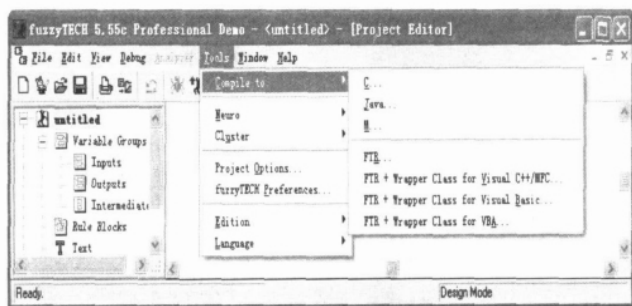 fuzzyTECH 5.55c Professional Demo - <untitled> - [Project Editor]
File Edit View Debug Analyzer Tools Window Help
untitled
Variable Groups
Inputs
Outputs
Intermediate
Rule Blocks
Text
Compile to
Neuro
Cluster
Project Options...
fuzzyTECH Preferences...
Edition
Language
C...
Java...
M...
FTR...
FTR + Wrapper Class for Visual C++/MFC...
FTR + Wrapper Class for Visual Basic...
FTR + Wrapper Class for VBA...
Ready.
Design Mode